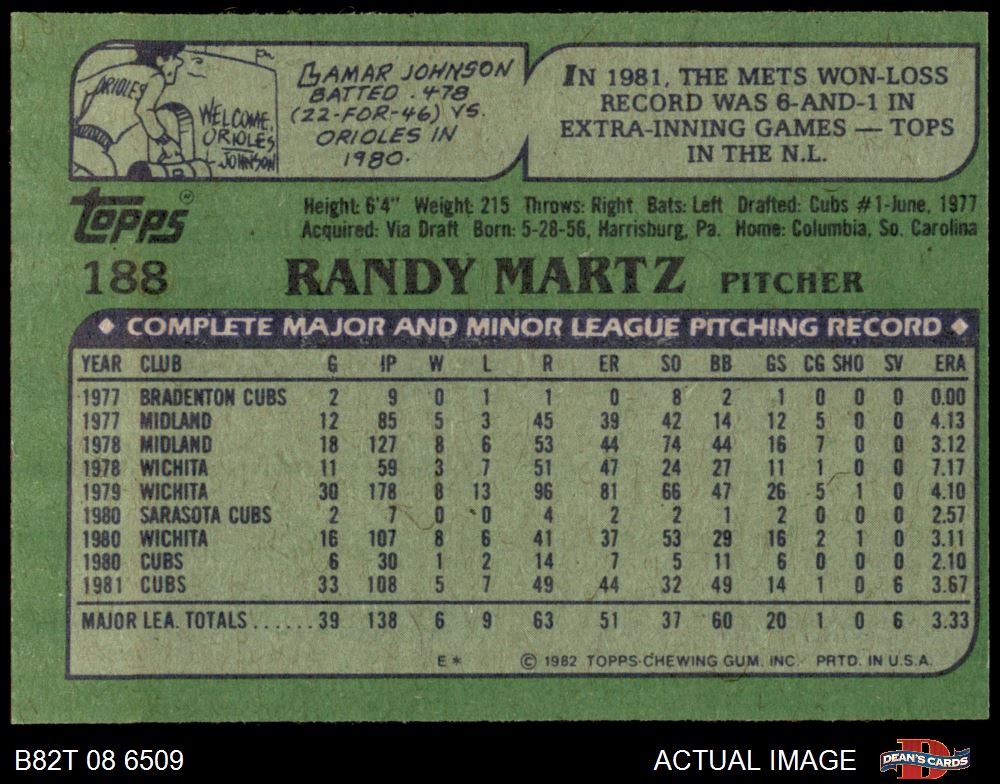 ORIOLES
WELCOME,
ORIOLES
- JOHNSON
LAMAR JOHNSON
BATTED .478
(22-FOR-46) VS.
ORIOLES IN
1980.
IN 1981, THE METS WON-LOSS
RECORD WAS 6-AND-1 IN
EXTRA-INNING GAMES — TOPS
IN THE N.L.
TOPPS®
Height: 6'4" Weight: 215 Throws: Right Bats: Left Drafted: Cubs #1-June, 1977
Acquired: Via Draft Born: 5-28-56, Harrisburg, Pa. Home: Columbia, So. Carolina
188 RANDY MARTZ PITCHER
COMPLETE MAJOR AND MINOR LEAGUE PITCHING RECORD
YEAR CLUB G IP W L R ER SO BB GS CG SHO SV ERA
1977 BRADENTON CUBS 2 9 0 1 1 0 8 2 1 0 0 0 0.00
1977 MIDLAND 12 85 5 3 45 39 42 14 12 5 0 0 4.13
1978 MIDLAND 18 127 8 6 53 44 74 44 16 7 0 0 3.12
1978 WICHITA 11 59 3 7 51 47 24 27 11 1 0 0 7.17
1979 WICHITA 30 178 8 13 96 81 66 47 26 5 1 0 4.10
1980 SARASOTA CUBS 2 7 0 0 4 2 2 1 2 0 0 0 2.57
1980 WICHITA 16 107 8 6 41 37 53 29 16 2 1 0 3.11
1980 CUBS 6 30 1 2 14 7 5 11 6 0 0 0 2.10
1981 CUBS 33 108 5 7 49 44 32 49 14 1 0 6 3.67
MAJOR LEA. TOTALS......39 138 6 9 63 51 37 60 20 1 0 6 3.33
E* © 1982 TOPPS CHEWING GUM, INC. PRTD. IN U.S.A.
B82T 08 6509
ACTUAL IMAGE
D
DEAN'S CARDS